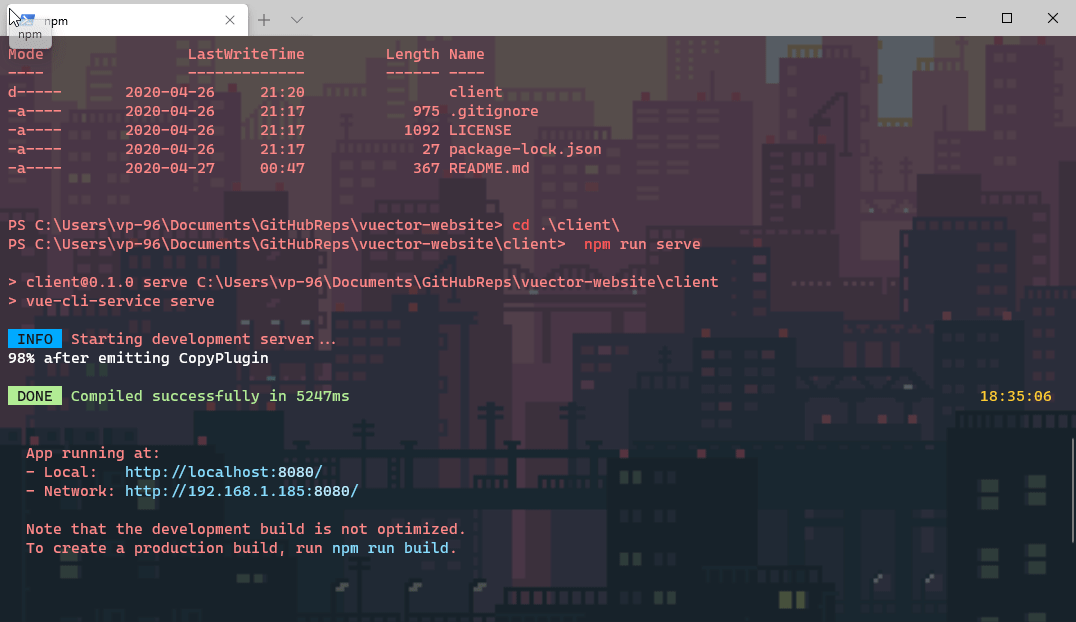 npm
npm
Mode LastWriteTime Length Name
---- ------------- ------ ----
d----- 2020-04-26 21:20 client
-a---- 2020-04-26 21:17 975 .gitignore
-a---- 2020-04-26 21:17 1092 LICENSE
-a---- 2020-04-26 21:17 27 package-lock.json
-a---- 2020-04-27 00:47 367 README.md
PS C:\Users\vp-96\Documents\GitHubReps\vuector-website> cd .\client\
PS C:\Users\vp-96\Documents\GitHubReps\vuector-website\client> npm run serve
> client@0.1.0 serve C:\Users\vp-96\Documents\GitHubReps\vuector-website\client
> vue-cli-service serve
INFO Starting development server...
98% after emitting CopyPlugin
DONE Compiled successfully in 5247ms 18:35:06
App running at:
- Local: http://localhost:8080/
- Network: http://192.168.1.185:8080/
Note that the development build is not optimized.
To create a production build, run npm run build.